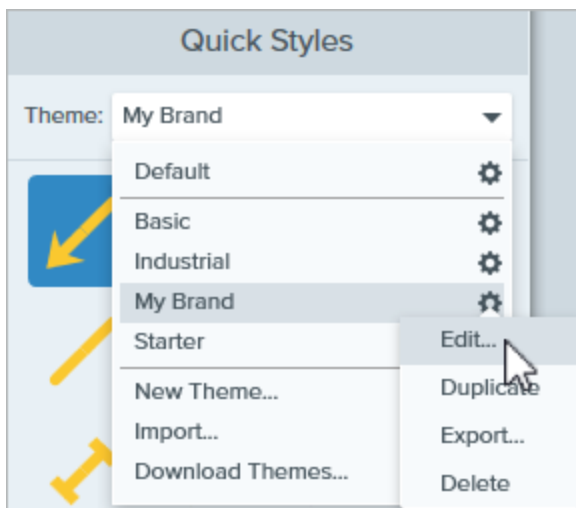 Quick Styles
Theme: My Brand
Default
Basic
Industrial
My Brand
Starter
Edit...
Duplicate
Export...
Delete
New Theme...
Import...
Download Themes...